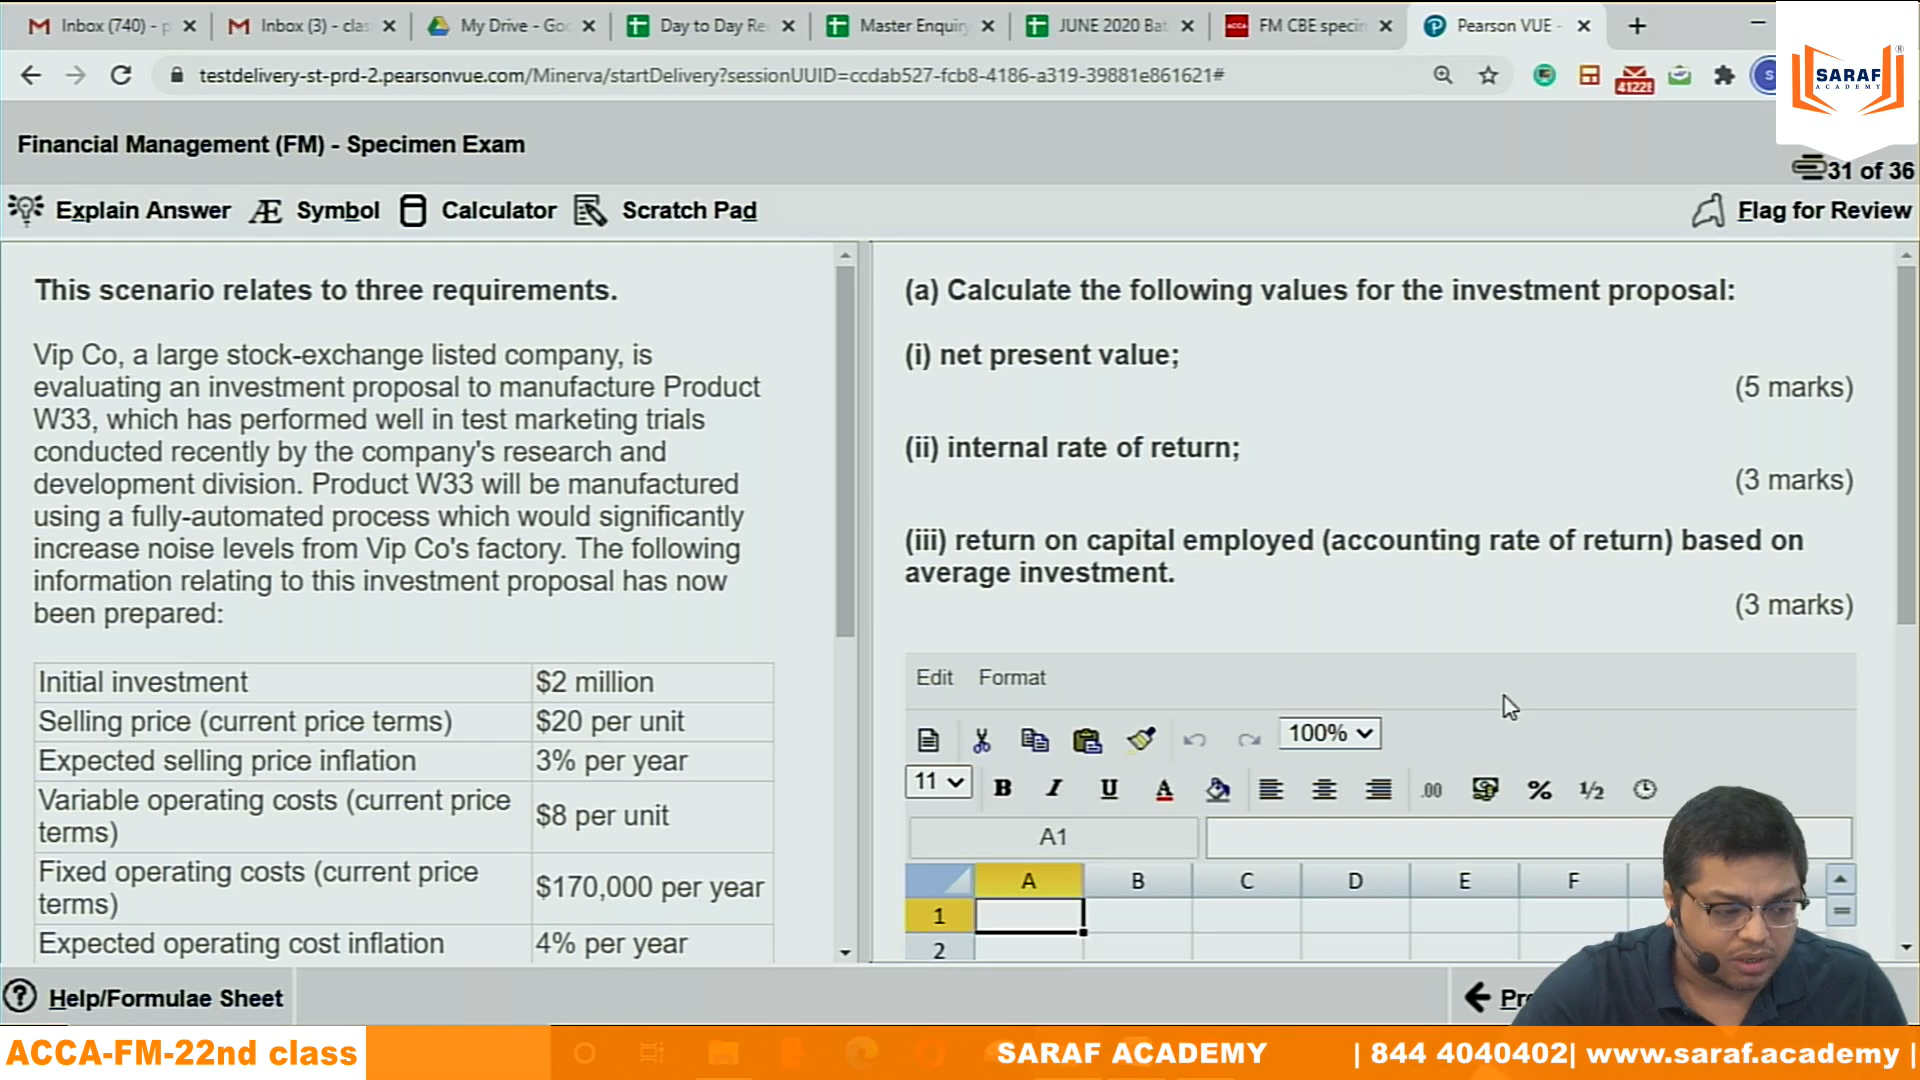 Inbox (740) - p
Inbox (3) - clas
My Drive - Goo
Day to Day Re
Master Enquiry
JUNE 2020 Bat
ACCA
FM CBE specim
Pearson VUE -
testdelivery-st-prd-2.pearsonvue.com/Minerva/startDelivery?sessionUUID=ccdab527-fcb8-4186-a319-39881e861621#
SARAF
ACADEMY
Financial Management (FM) - Specimen Exam
31 of 36
Explain Answer
Symbol
Calculator
Scratch Pad
Flag for Review
This scenario relates to three requirements.
Vip Co, a large stock-exchange listed company, is
evaluating an investment proposal to manufacture Product
W33, which has performed well in test marketing trials
conducted recently by the company's research and
development division. Product W33 will be manufactured
using a fully-automated process which would significantly
increase noise levels from Vip Co's factory. The following
information relating to this investment proposal has now
been prepared:
Initial investment $2 million
Selling price (current price terms) $20 per unit
Expected selling price inflation 3% per year
Variable operating costs (current price
terms) $8 per unit
Fixed operating costs (current price
terms) $170,000 per year
Expected operating cost inflation 4% per year
(a) Calculate the following values for the investment proposal:
(i) net present value;
(5 marks)
(ii) internal rate of return;
(3 marks)
(iii) return on capital employed (accounting rate of return) based on
average investment.
(3 marks)
Edit Format
100%
11 B I U A .00 % 1/2
A1
A B C D E F
1
2
Help/Formulae Sheet
ACCA-FM-22nd class
SARAF ACADEMY
| 844 4040402| www.saraf.academy |